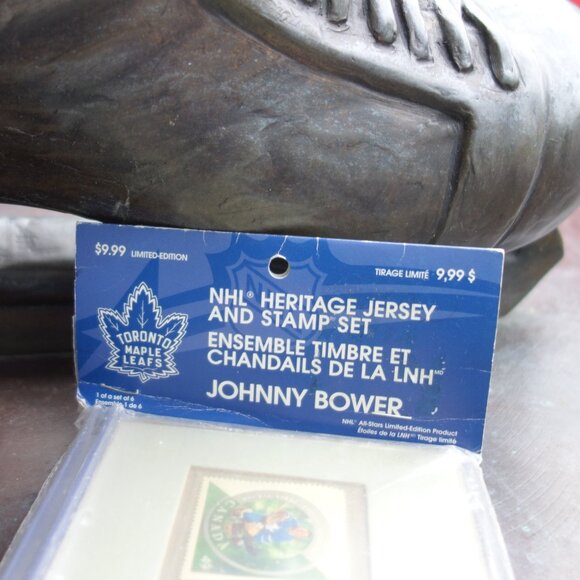 $9.99 LIMITED-EDITION
TIRAGE LIMITÉ 9,99 $
NHL® HERITAGE JERSEY
AND STAMP SET
ENSEMBLE TIMBRE ET
CHANDAILS DE LA LNH MD
JOHNNY BOWER
TORONTO
MAPLE
LEAFS
1 of a set of 6
Ensemble 1 de 6
NHL® All-Stars Limited-Edition Product
Étoiles de la LNH MD Tirage limité
CANADA